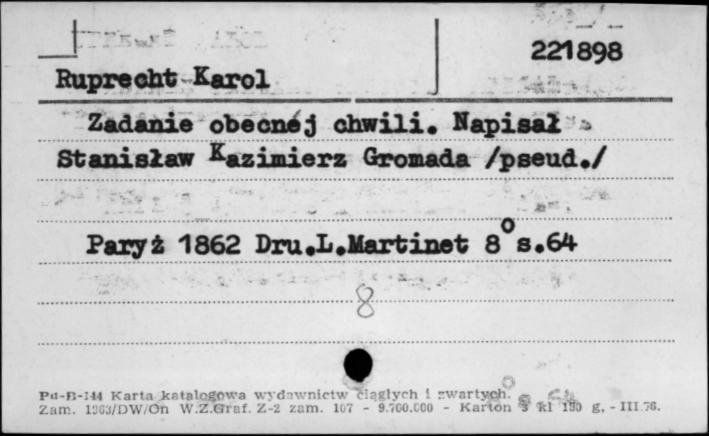 221898
Ruprecht Karol
Zadanie obecnéj chwili. Napisał
Stanisław Kazimierz Gromada /pseud./
Paryż 1862 Dru.L.Martinet 8° s.64
8
Pu-B-144 Karta katalogowa wydawnictw ciągłych i zwartych.
Zam. 1963/DW/On W.Z.Graf. Z-2 zam. 107 - 9.700.000 - Karton 3 kl 180 g. - III.76.